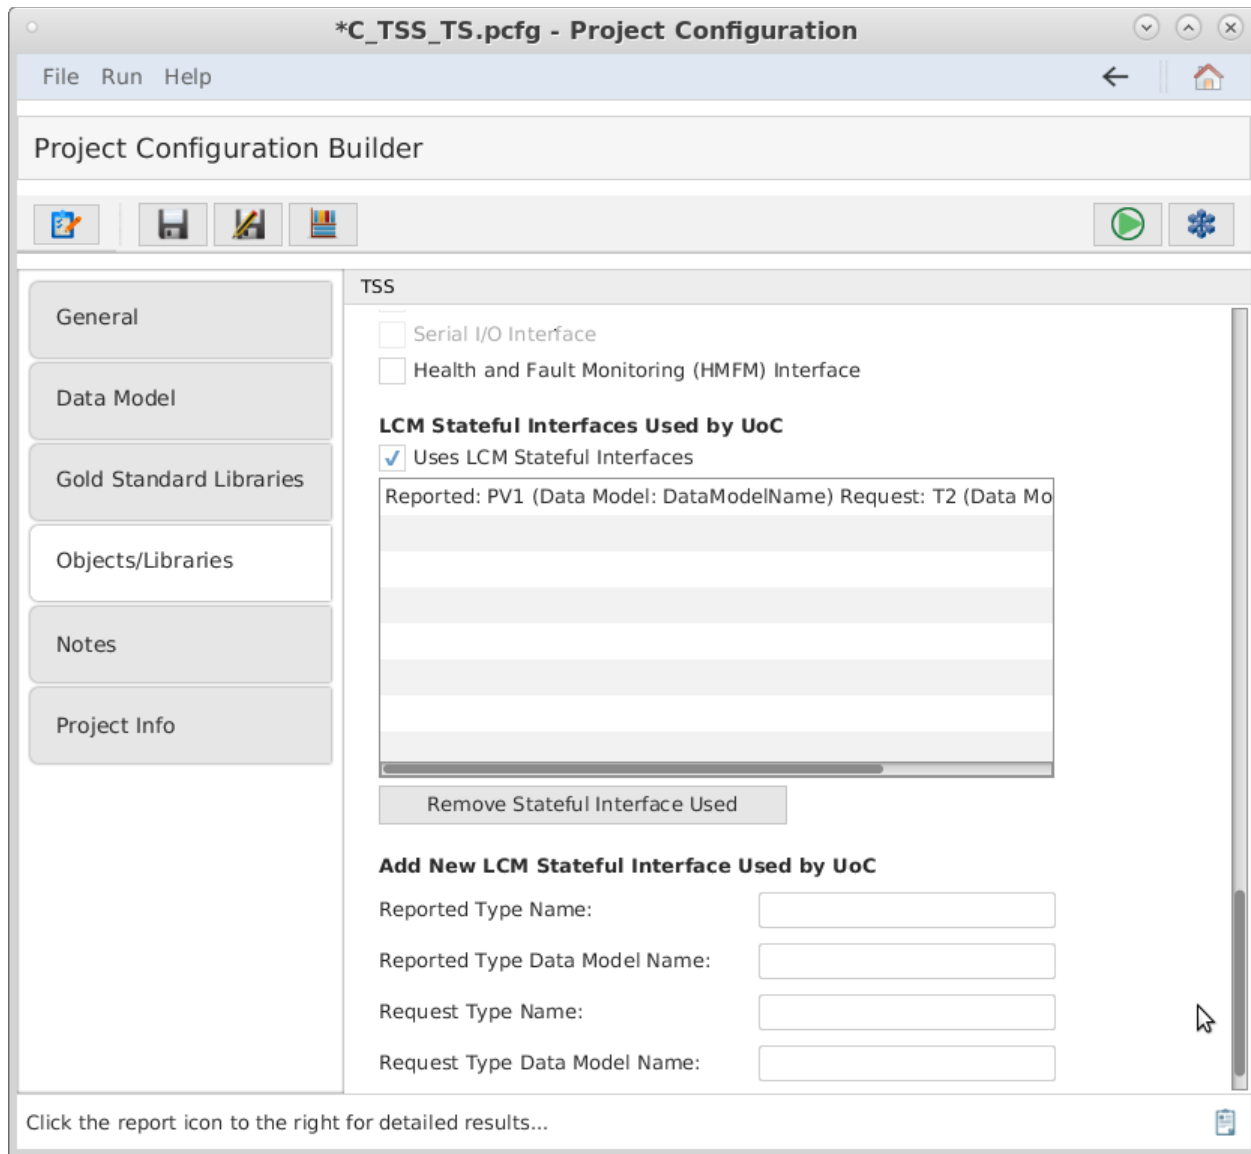 *C_TSS_TS.pcfg - Project Configuration
File Run Help
Project Configuration Builder
General
Data Model
Gold Standard Libraries
Objects/Libraries
Notes
Project Info
TSS
Serial I/O Interface
Health and Fault Monitoring (HMFM) Interface
LCM Stateful Interfaces Used by UoC
Uses LCM Stateful Interfaces
Reported: PV1 (Data Model: DataModelName) Request: T2 (Data Mo
Remove Stateful Interface Used
Add New LCM Stateful Interface Used by UoC
Reported Type Name:
Reported Type Data Model Name:
Request Type Name:
Request Type Data Model Name:
Click the report icon to the right for detailed results...